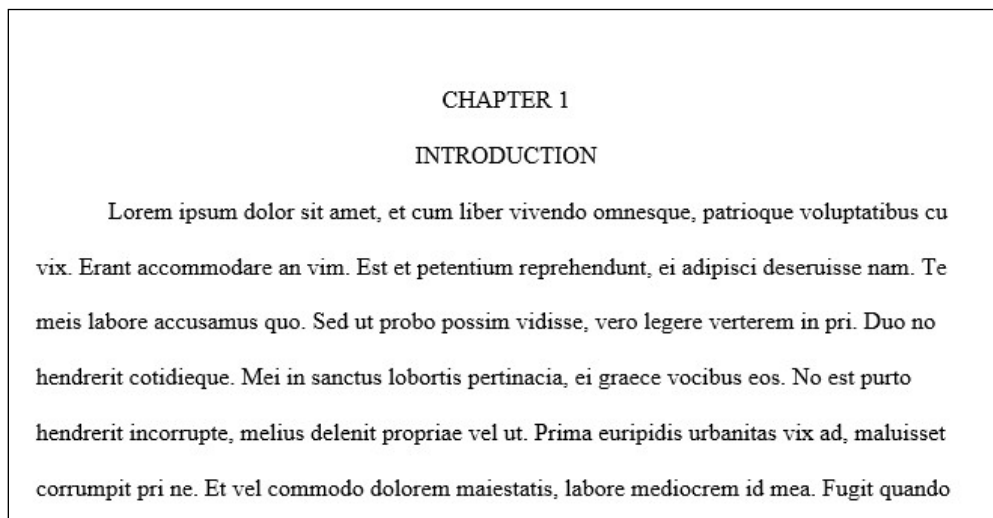 CHAPTER 1
INTRODUCTION
Lorem ipsum dolor sit amet, et cum liber vivendo omnesque, patrioque voluptatibus cu
vix. Erant accommodare an vim. Est et petentium reprehendunt, ei adipisci deseruisse nam. Te
meis labore accusamus quo. Sed ut probo possim vidisse, vero legere verterem in pri. Duo no
hendrerit cotidieque. Mei in sanctus lobortis pertinacia, ei graece vocibus eos. No est purto
hendrerit incorrupte, melius delenit propriae vel ut. Prima euripidis urbanitas vix ad, maluisset
corrumpit pri ne. Et vel commodo dolorem maiestatis, labore mediocrem id mea. Fugit quando